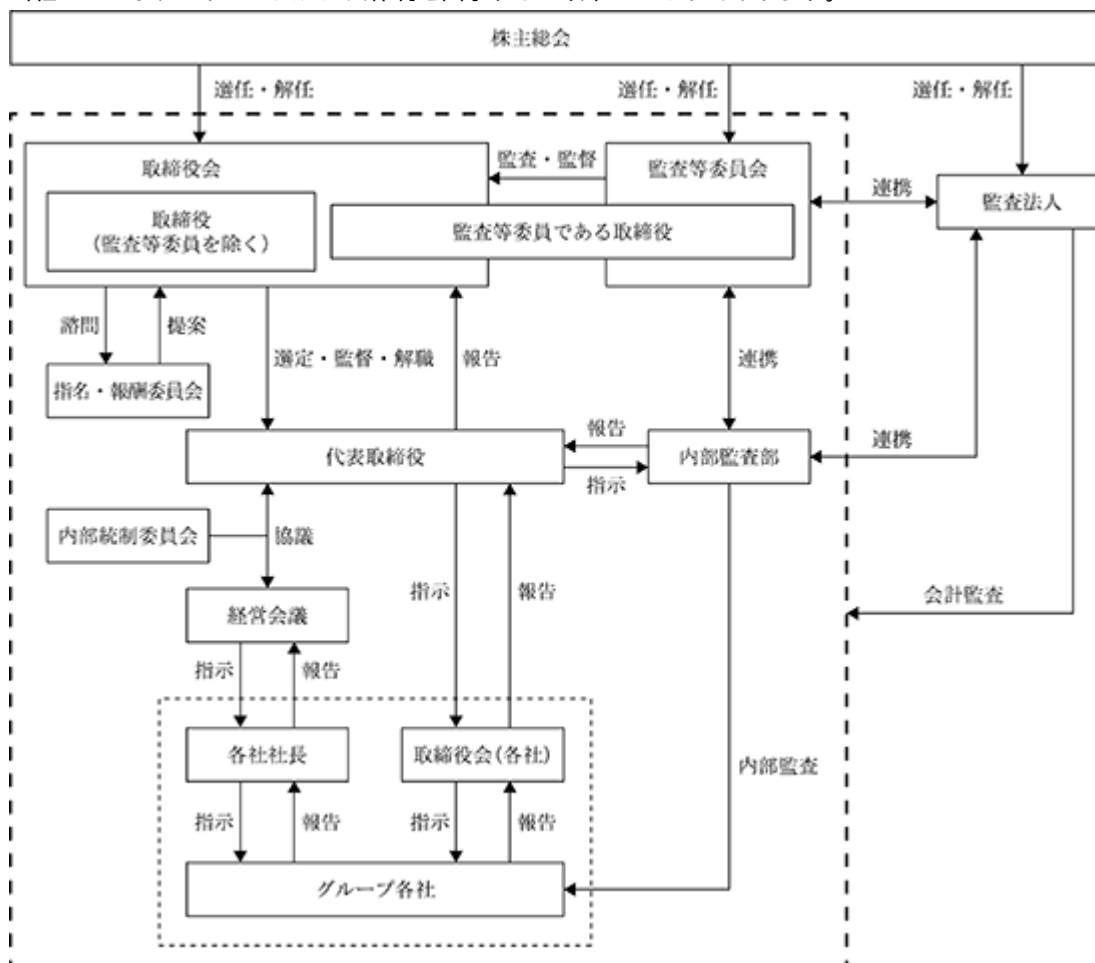 株主総会
選任・解任
選任・解任
選任・解任
取締役会
監査・監督
監査等委員会
連携
監査法人
取締役
(監査等委員を除く)
監査等委員である取締役
諮問
提案
選定・監督・解職
報告
連携
指名・報酬委員会
代表取締役
報告
指示
内部監査部
連携
内部統制委員会
協議
指示
報告
会計監査
経営会議
指示
報告
各社社長
取締役会(各社)
内部監査
指示
報告
指示
報告
グループ各社